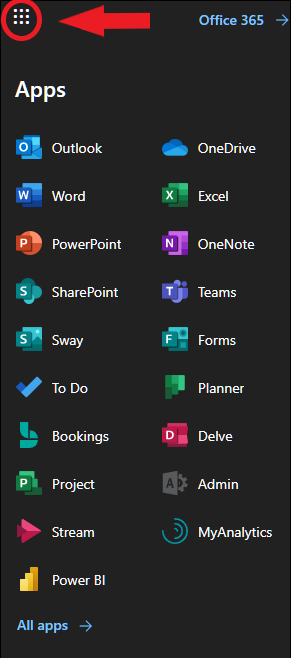 Office 365 →
Apps
Outlook OneDrive
Word Excel
PowerPoint OneNote
SharePoint Teams
Sway Forms
To Do Planner
Bookings Delve
Project Admin
Stream MyAnalytics
Power BI
All apps →